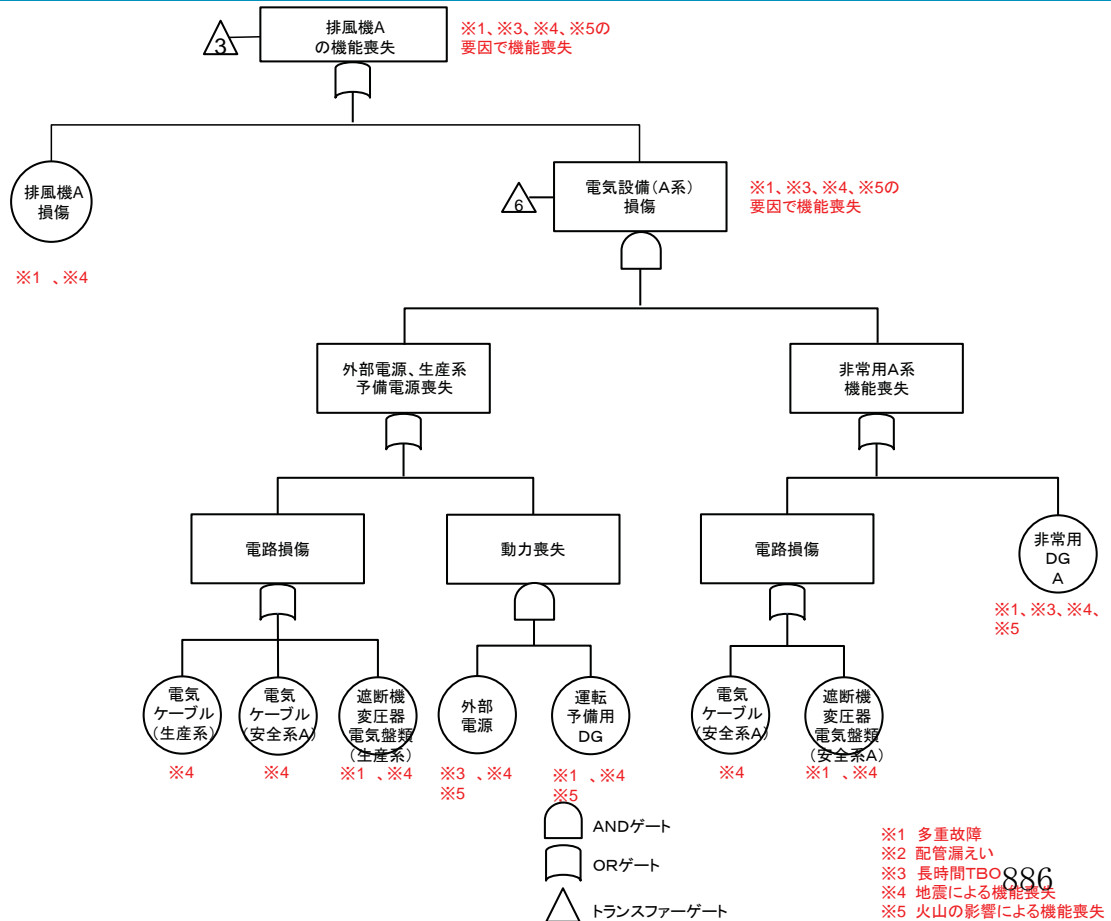 3
排風機A
の機能喪失
※1、※3、※4、※5の
要因で機能喪失
排風機A
損傷
※1 、※4
6
電気設備(A系)
損傷
※1、※3、※4、※5の
要因で機能喪失
外部電源、生産系
予備電源喪失
非常用A系
機能喪失
電路損傷
動力喪失
電路損傷
非常用
DG
A
※1、※3、※4、
※5
電気
ケーブル
(生産系)
※4
電気
ケーブル
(安全系A)
※4
遮断機
変圧器
電気盤類
(生産系)
※1 、※4
外部
電源
※3 、※4
※5
運転
予備用
DG
※1 、※4
※5
電気
ケーブル
(安全系A)
※4
遮断機
変圧器
電気盤類
(安全系A)
※1 、※4
ANDゲート
ORゲート
トランスファーゲート
※1 多重故障
※2 配管漏えい
※3 長時間TBO
※4 地震による機能喪失
※5 火山の影響による機能喪失
886